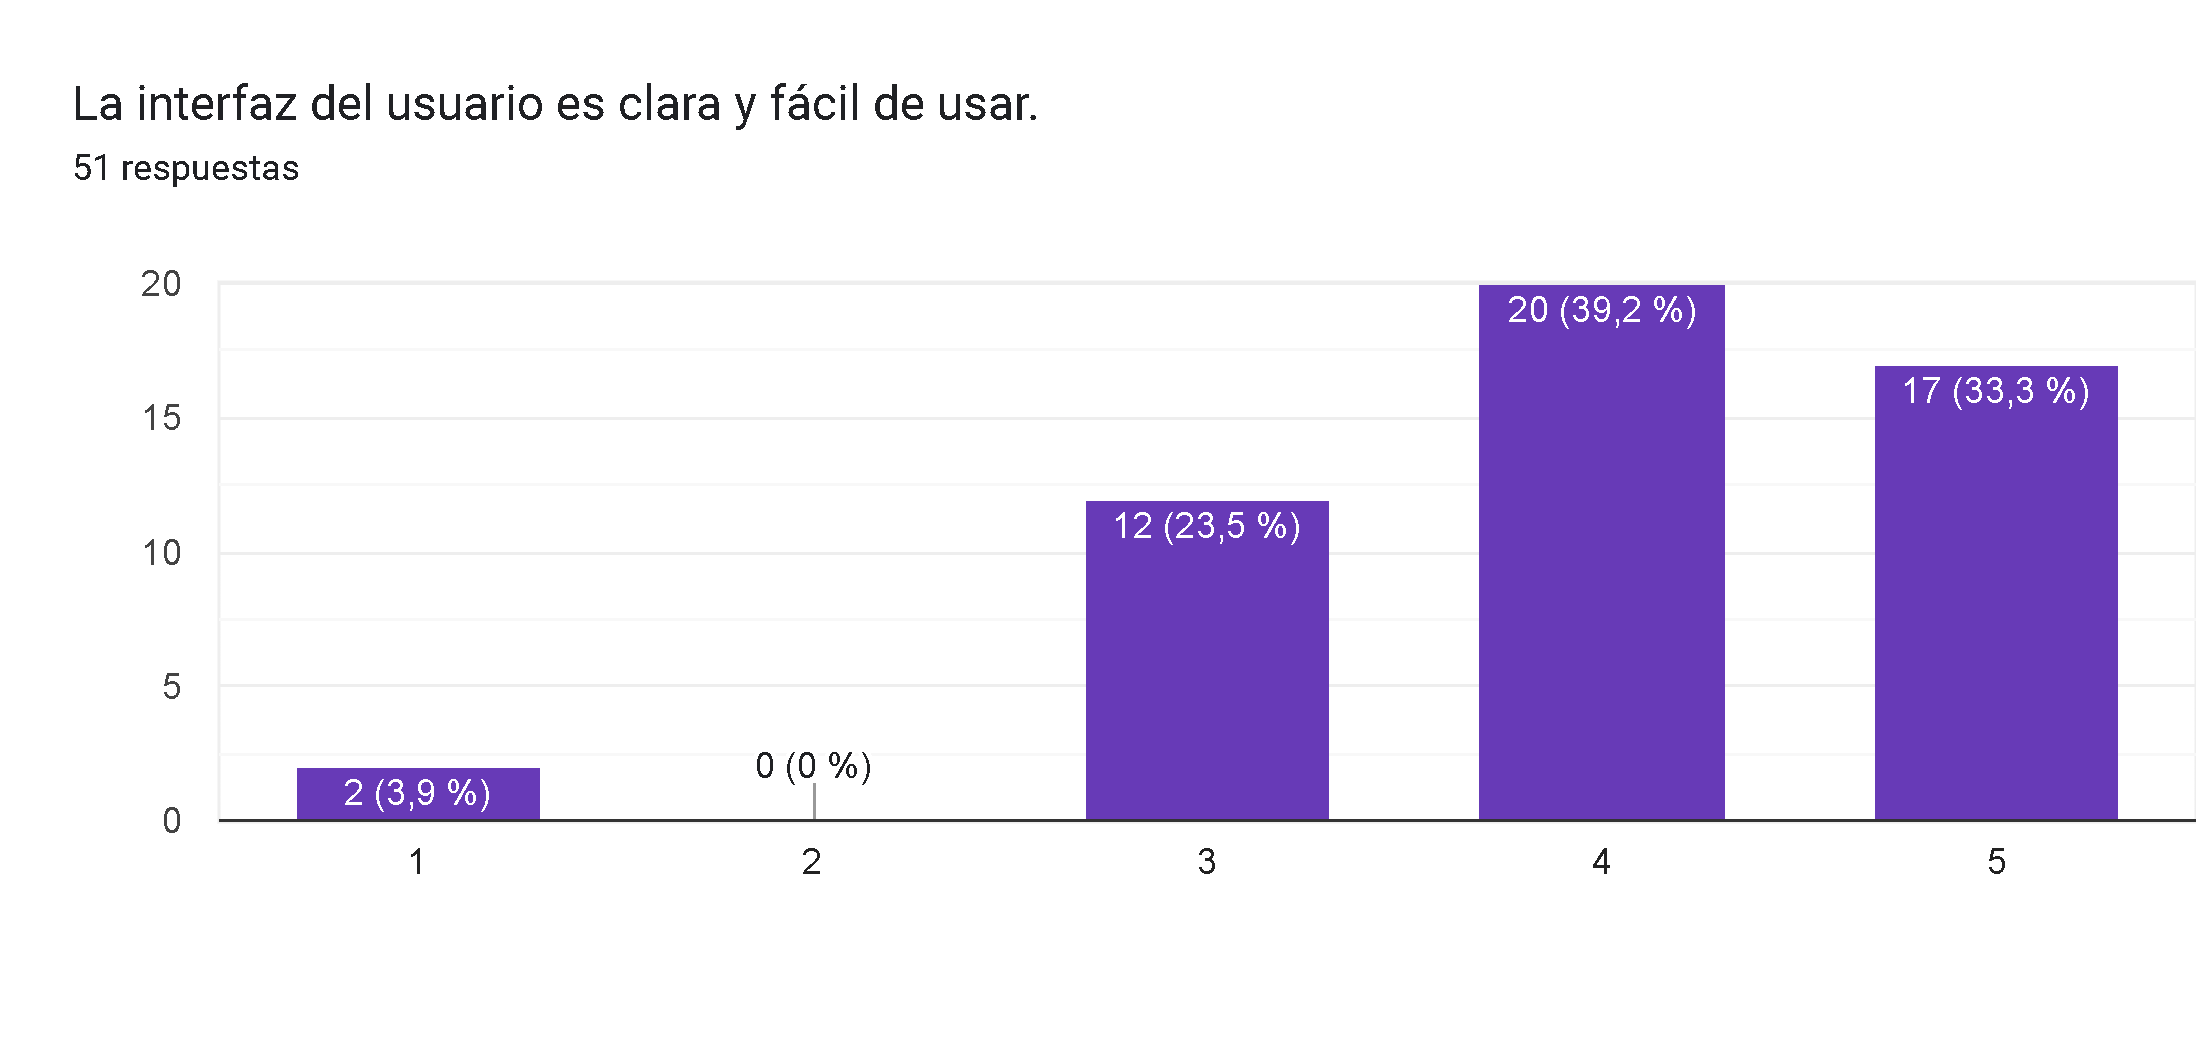 La interfaz del usuario es clara y fácil de usar.
51 respuestas
20
15
10
5
0
2 (3,9 %)
0 (0 %)
12 (23,5 %)
20 (39,2 %)
17 (33,3 %)
1
2
3
4
5